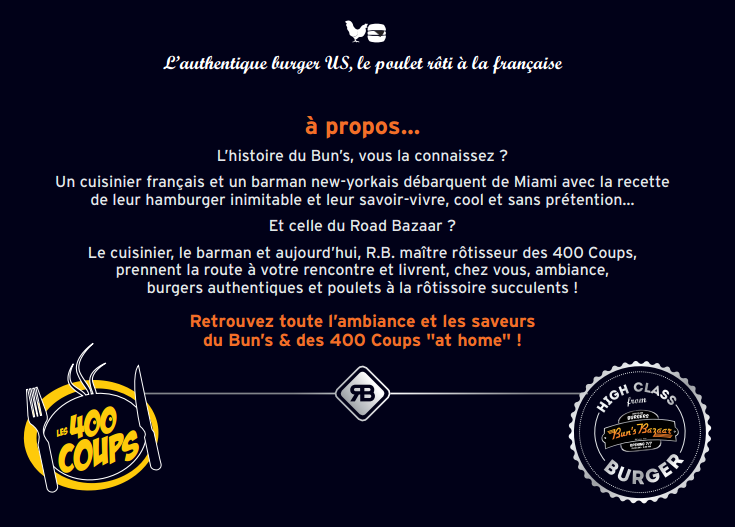 L'authentique burger US, le poulet rôti à la française
à propos...
L'histoire du Bun's, vous la connaissez ?
Un cuisinier français et un barman new-yorkais débarquent de Miami avec la recette
de leur hamburger inimitable et leur savoir-vivre, cool et sans prétention...
Et celle du Road Bazaar ?
Le cuisinier, le barman et aujourd'hui, R.B. maître rôtisseur des 400 Coups,
prennent la route à votre rencontre et livrent, chez vous, ambiance,
burgers authentiques et poulets à la rôtissoire succulents !
Retrouvez toute l'ambiance et les saveurs
du Bun's & des 400 Coups "at home" !
LES 400
COUPS
RB
HIGH CLASS
from
BURGERS
Bun's Bazaar
OPENING 7/7
BURGER